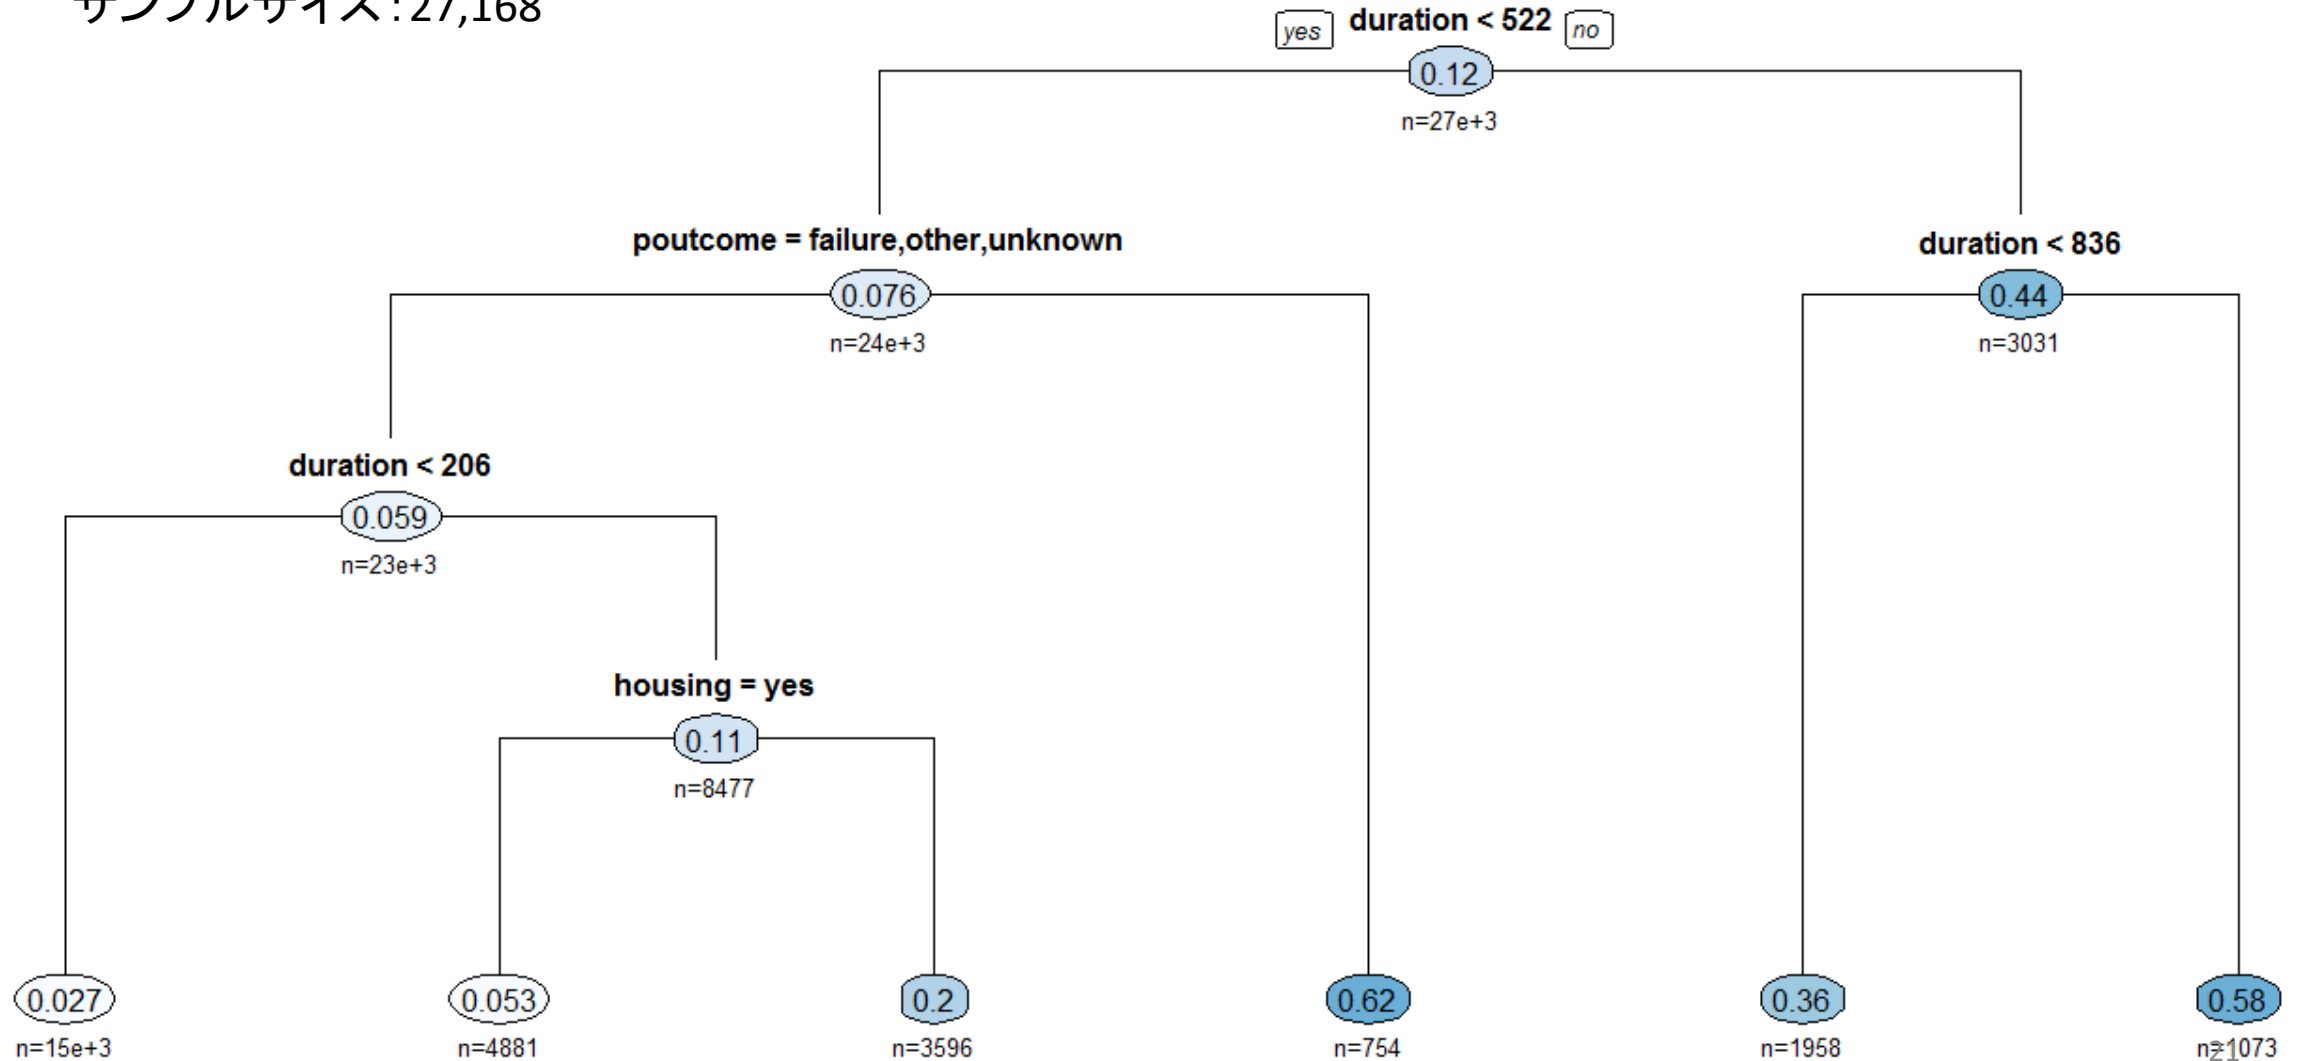 サンプルサイズ：27,168
yes duration < 522 no
0.12
n=27e+3
poutcome = failure,other,unknown
duration < 836
0.076
0.44
n=24e+3
n=3031
duration < 206
0.059
n=23e+3
housing = yes
0.11
n=8477
0.027 0.053 0.2 0.62 0.36 0.58
n=15e+3 n=4881 n=3596 n=754 n=1958 n=1073
21